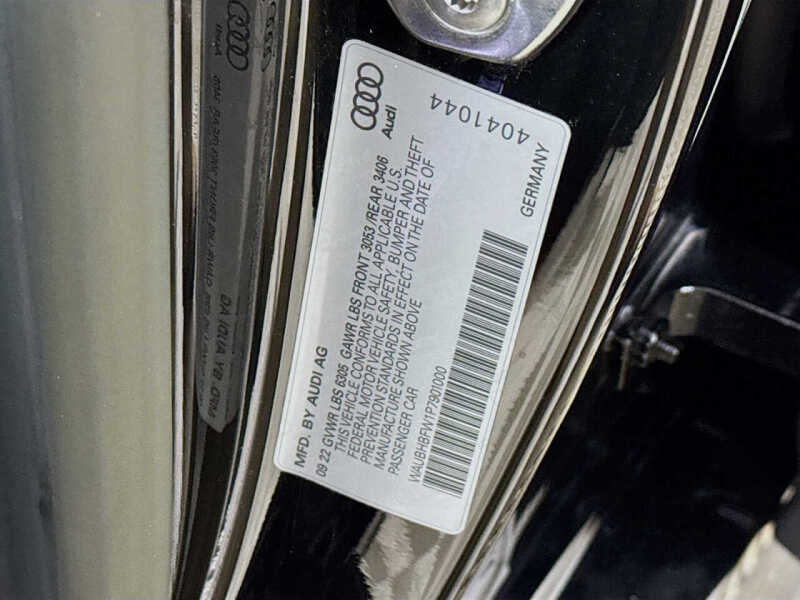 Audi
4041044
MFD. BY AUDI AG
GERMANY
09 22 GVWR LBS 6305 GAWR LBS FRONT 3053 /REAR 3406
THIS VEHICLE CONFORMS TO ALL APPLICABLE U.S.
FEDERAL MOTOR VEHICLE SAFETY, BUMPER AND THEFT
PREVENTION STANDARDS IN EFFECT ON THE DATE OF
MANUFACTURE SHOWN ABOVE
PASSENGER CAR